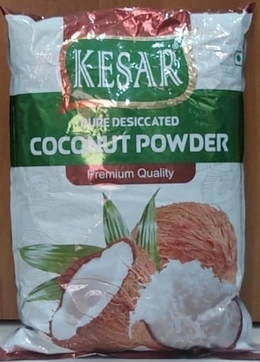 KESAR
PURE DESICCATED
COCONUT POWDER
Premium Quality